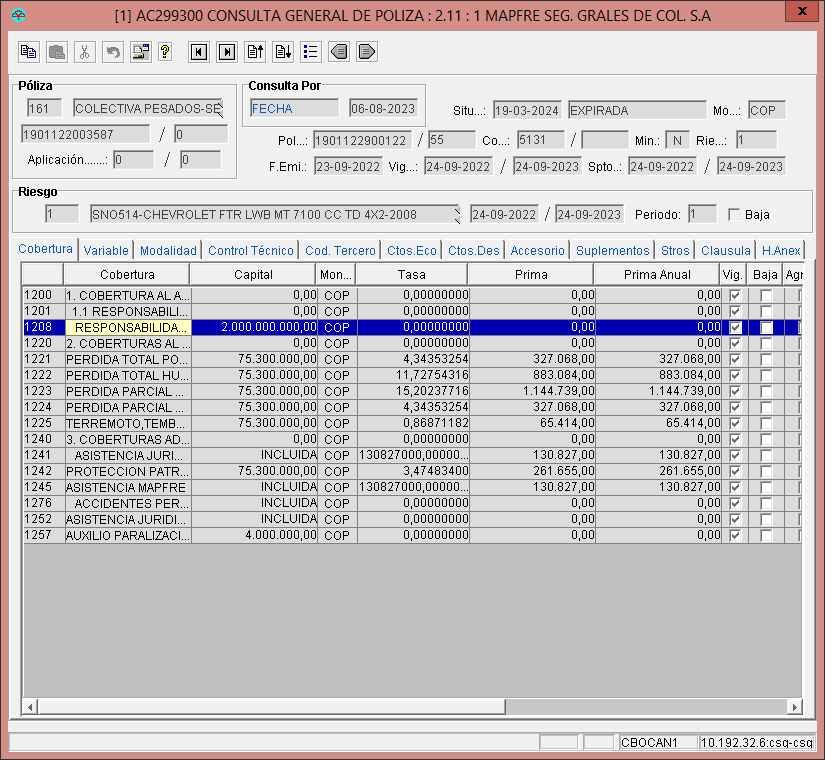 [1] AC299300 CONSULTA GENERAL DE POLIZA : 2.11 : 1 MAPFRE SEG. GRALES DE COL. S.A
Póliza
161 COLECTIVA PESADOS-SE
1901122003587 / 0
Aplicación......: 0 / 0
Consulta Por
FECHA 06-08-2023
Situ...: 19-03-2024 EXPIRADA Mo...: COP
Pol...: 1901122900122 / 55 Co...: 5131 / Min.: N Rie...: 1
F.Emi.: 23-09-2022 Vig...: 24-09-2022 / 24-09-2023 Spto..: 24-09-2022 / 24-09-2023
Riesgo
1 SNO514-CHEVROLET FTR LWB MT 7100 CC TD 4X2-2008 24-09-2022 / 24-09-2023 Periodo: 1 Baja
Cobertura Variable Modalidad Control Técnico Cod. Tercero Ctos.Eco Ctos.Des Accesorio Suplementos Stros Clausula H.Anex
Cobertura Capital Mon... Tasa Prima Prima Anual Vig. Baja Agr
1200 1. COBERTURA AL A... 0,00 COP 0,00000000 0,00 0,00
1201 1.1 RESPONSABILI... 0,00 COP 0,00000000 0,00 0,00
1208 RESPONSABILIDA... 2.000.000.000,00 COP 0,00000000 0,00 0,00
1220 2. COBERTURAS AL ... 0,00 COP 0,00000000 0,00 0,00
1221 PERDIDA TOTAL PO... 75.300.000,00 COP 4,34353254 327.068,00 327.068,00
1222 PERDIDA TOTAL HU... 75.300.000,00 COP 11,72754316 883.084,00 883.084,00
1223 PERDIDA PARCIAL ... 75.300.000,00 COP 15,20237716 1.144.739,00 1.144.739,00
1224 PERDIDA PARCIAL ... 75.300.000,00 COP 4,34353254 327.068,00 327.068,00
1225 TERREMOTO,TEMB... 75.300.000,00 COP 0,86871182 65.414,00 65.414,00
1240 3. COBERTURAS AD... 0,00 COP 0,00000000 0,00 0,00
1241 ASISTENCIA JURI... INCLUIDA COP 130827000,00000... 130.827,00 130.827,00
1242 PROTECCION PATR... 75.300.000,00 COP 3,47483400 261.655,00 261.655,00
1245 ASISTENCIA MAPFRE INCLUIDA COP 130827000,00000... 130.827,00 130.827,00
1276 ACCIDENTES PER... INCLUIDA COP 0,00000000 0,00 0,00
1252 ASISTENCIA JURIDI... INCLUIDA COP 0,00000000 0,00 0,00
1257 AUXILIO PARALIZACI... 4.000.000,00 COP 0,00000000 0,00 0,00
CBOCAN1 10.192.32.6:csq-csq